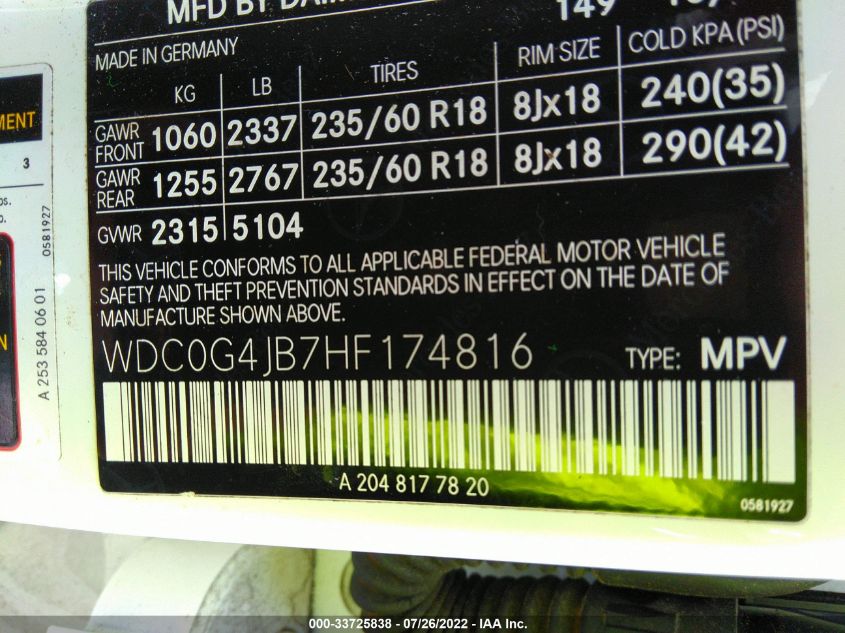 MFD BY
149
MADE IN GERMANY
KG LB TIRES RIM SIZE COLD KPA (PSI)
GAWR FRONT 1060 2337 235/60 R18 8Jx18 240(35)
GAWR REAR 1255 2767 235/60 R18 8Jx18 290(42)
GVWR 2315 5104
THIS VEHICLE CONFORMS TO ALL APPLICABLE FEDERAL MOTOR VEHICLE
SAFETY AND THEFT PREVENTION STANDARDS IN EFFECT ON THE DATE OF
MANUFACTURE SHOWN ABOVE.
WDC0G4JB7HF174816 TYPE: MPV
A 204 817 78 20
0581927
3
0581927
A 253 584 06 01
000-33725838 - 07/26/2022 - IAA Inc.